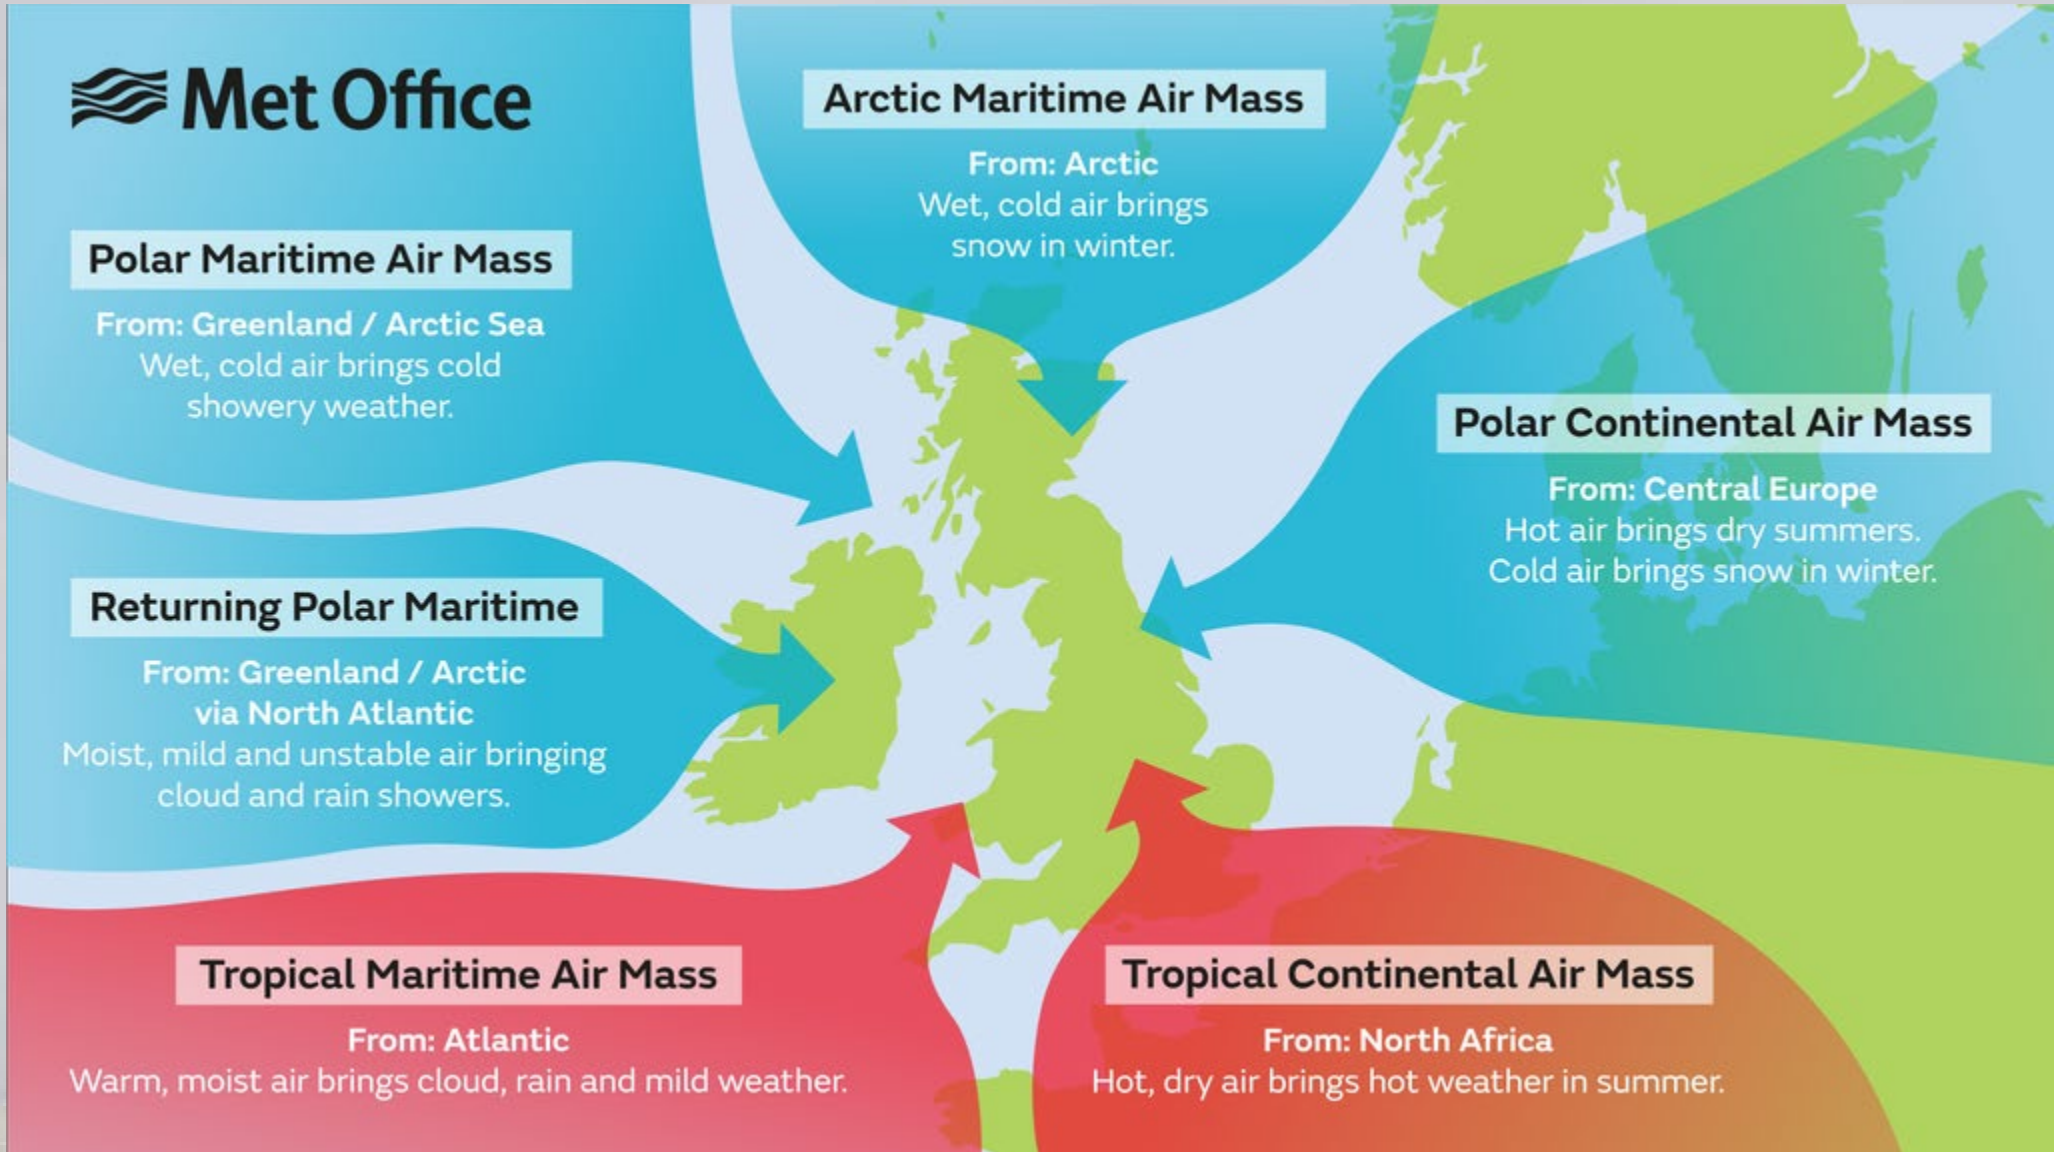 Met Office
Arctic Maritime Air Mass
From: Arctic
Wet, cold air brings
snow in winter.
Polar Maritime Air Mass
From: Greenland / Arctic Sea
Wet, cold air brings cold
showery weather.
Polar Continental Air Mass
From: Central Europe
Hot air brings dry summers.
Cold air brings snow in winter.
Returning Polar Maritime
From: Greenland / Arctic
via North Atlantic
Moist, mild and unstable air bringing
cloud and rain showers.
Tropical Maritime Air Mass
From: Atlantic
Warm, moist air brings cloud, rain and mild weather.
Tropical Continental Air Mass
From: North Africa
Hot, dry air brings hot weather in summer.